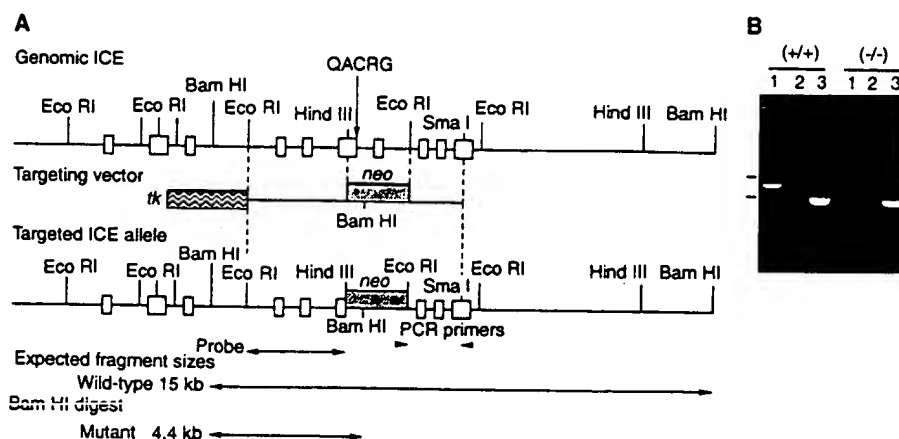 A
B
Genomic ICE
QACRG
(+/+) (-/-)
1 2 3 1 2 3
Bam HI
Eco RI Eco RI Eco RI Hind III Eco RI Sma I Eco RI Hind III Bam HI
Targeting vector
neo
tk
Bam HI
Targeted ICE allele
Bam HI
neo
Eco RI Eco RI Eco RI Hind III Eco RI Sma I Eco RI Hind III Bam HI
Bam HI
PCR primers
Probe
Expected fragment sizes
Wild-type 15 kb
Bam HI digest
Mutant 4.4 kb